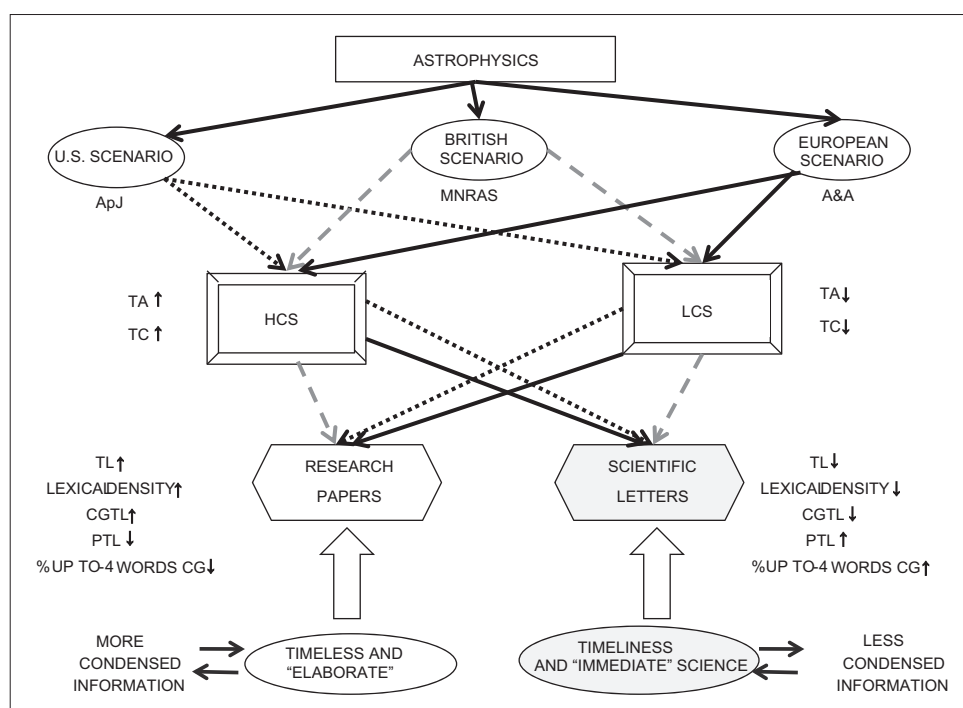 ASTROPHYSICS
U.S. SCENARIO
BRITISH
SCENARIO
EUROPEAN
SCENARIO
ApJ
MNRAS
A&A
TA ↑
TC ↑
HCS
LCS
TA↓
TC↓
TL↑
LEXICALDENSITY↑
CGTL↑
PTL ↓
%UP TO-4 WORDS CG↓
RESEARCH
PAPERS
SCIENTIFIC
LETTERS
TL↓
LEXICALDENSITY↓
CGTL↓
PTL ↑
%UP TO-4 WORDS CG↑
MORE
CONDENSED
INFORMATION
TIMELESS AND
“ELABORATE”
TIMELINESS
AND “IMMEDIATE” SCIENCE
LESS
CONDENSED
INFORMATION